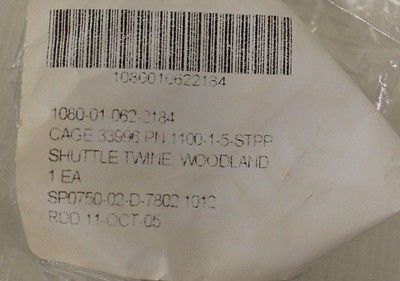 1080010622184
1080-01-062-2184
CAGE 33996 PN 1100-1-5-STPP
SHUTTLE TWINE, WOODLAND
1 EA
SP0750-02-D-7802 1012
RDD 11-OCT-05